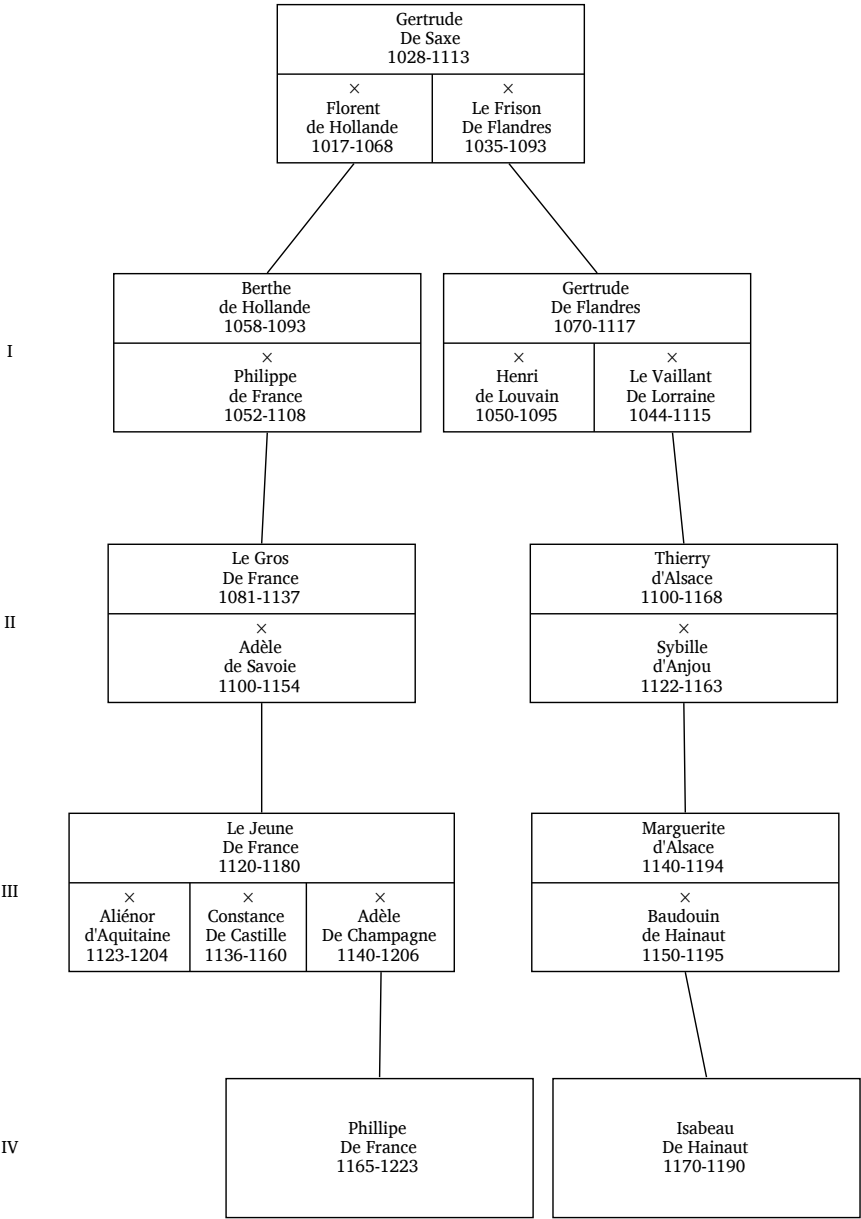 Gertrude
De Saxe
1028-1113
×
Florent
de Hollande
1017-1068
×
Le Frison
De Flandres
1035-1093
I
Berthe
de Hollande
1058-1093
×
Philippe
de France
1052-1108
Gertrude
De Flandres
1070-1117
×
Henri
de Louvain
1050-1095
×
Le Vaillant
De Lorraine
1044-1115
II
Le Gros
De France
1081-1137
×
Adèle
de Savoie
1100-1154
Thierry
d'Alsace
1100-1168
×
Sybille
d'Anjou
1122-1163
III
Le Jeune
De France
1120-1180
×
Aliénor
d'Aquitaine
1123-1204
×
Constance
De Castille
1136-1160
×
Adèle
De Champagne
1140-1206
Marguerite
d'Alsace
1140-1194
×
Baudouin
de Hainaut
1150-1195
IV
Phillipe
De France
1165-1223
Isabeau
De Hainaut
1170-1190